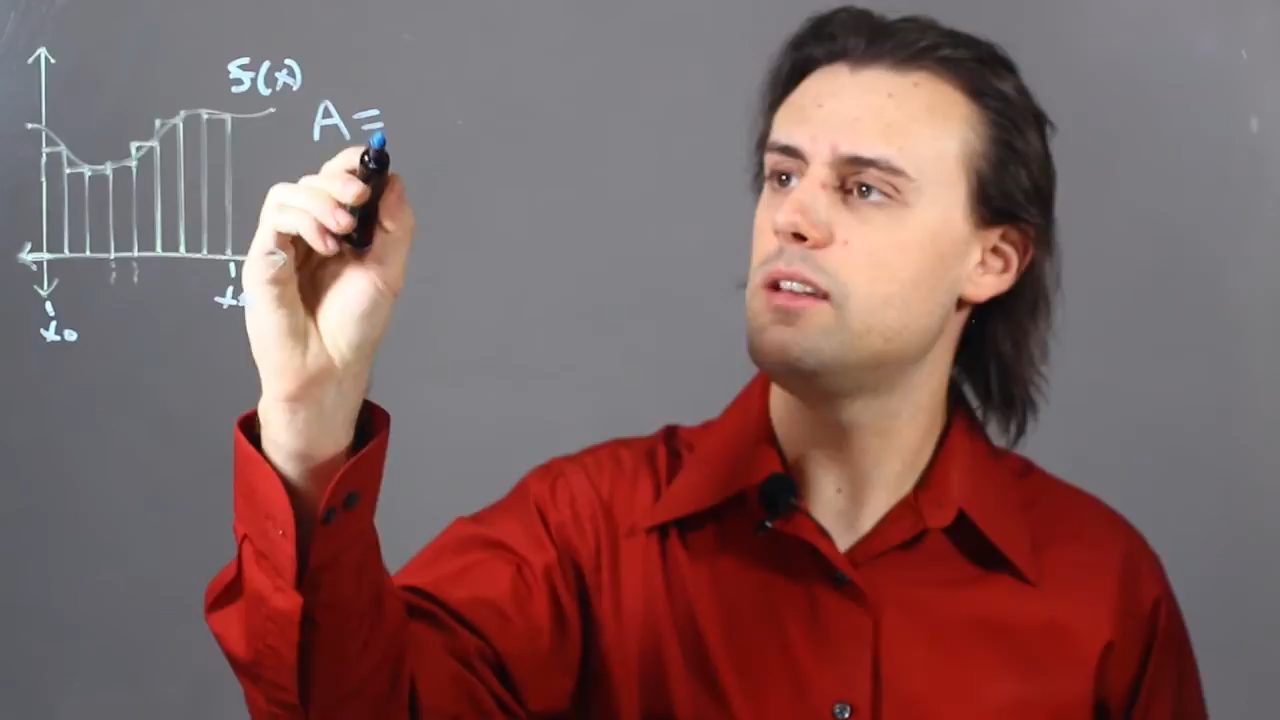 f(x)
A =
x₀